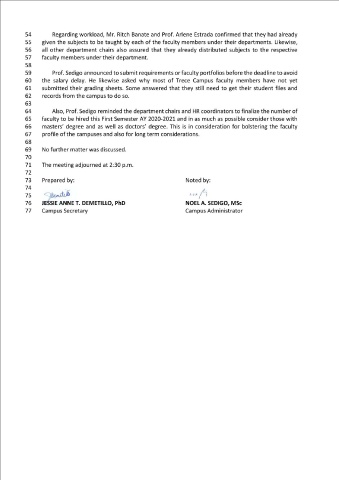 54 Regarding workload, Mr. Ritch Banate and Prof. Arlene Estrada confirmed that they had already
55 given the subjects to be taught by each of the faculty members under their departments. Likewise,
56 all other department chairs also assured that they already distributed subjects to the respective
57 faculty members under their department.
58
59 Prof. Sedigo announced to submit requirements or faculty portfolios before the deadline to avoid
60 the salary delay. He likewise asked why most of Trece Campus faculty members have not yet
61 submitted their grading sheets. Some answered that they still need to get their student files and
62 records from the campus to do so.
63
64 Also, Prof. Sedigo reminded the department chairs and HR coordinators to finalize the number of
65 faculty to be hired this First Semester AY 2020-2021 and in as much as possible consider those with
66 masters' degree and as well as doctors' degree. This is in consideration for bolstering the faculty
67 profile of the campuses and also for long term considerations.
68
69 No further matter was discussed.
70
71 The meeting adjourned at 2:30 p.m.
72
73 Prepared by: Noted by:
74
75
76 JESSIE ANNE T. DEMETILLO, PhD NOEL A. SEDIGO, MSc
77 Campus Secretary Campus Administrator